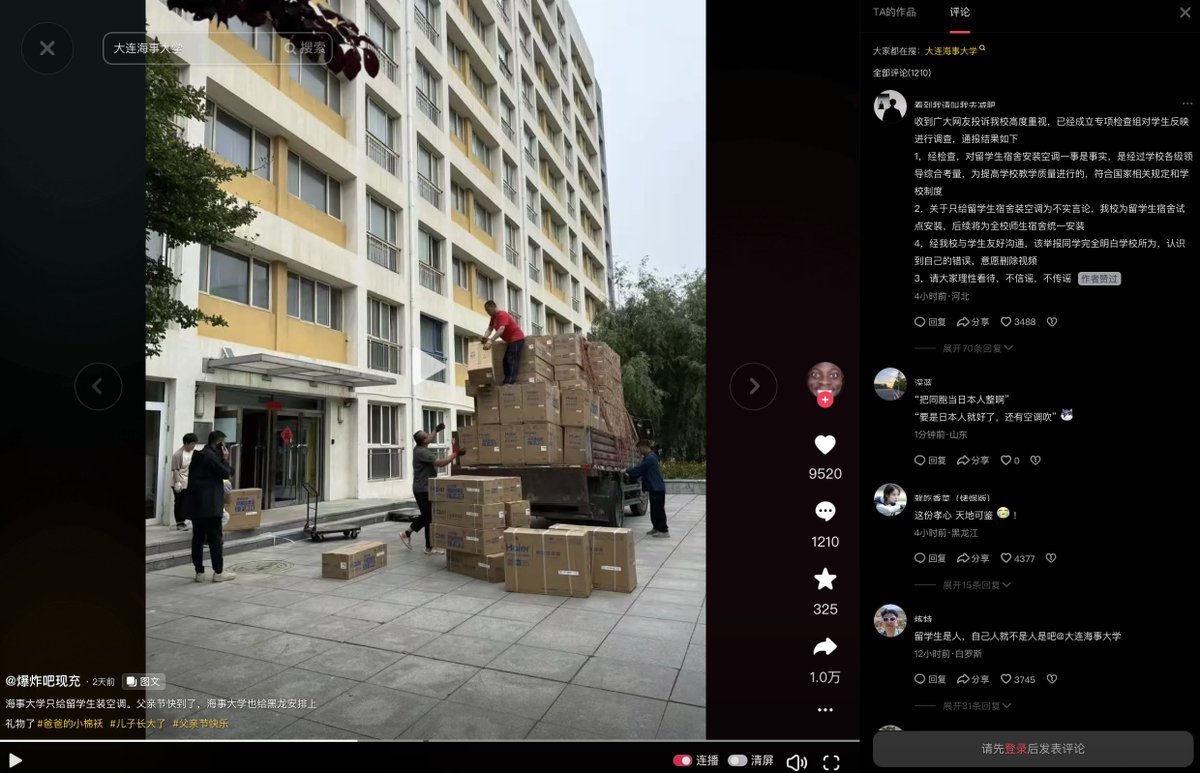 大连海事大学
搜索
TA的作品
评论
大家都在搜：大连海事大学
全部评论(1210)
看到我请叫我去减肥
收到广大网友投诉我校高度重视，已经成立专项检查组对学生反映
进行调查，通报结果如下
1，经检查，对留学生宿舍安装空调一事是事实，是经过学校各级领
导综合考量，为提高学校教学质量进行的，符合国家相关规定和学
校制度
2，关于只给留学生宿舍装空调为不实言论，我校为留学生宿舍试
点安装，后续将为全校师生宿舍统一安装
4，经我校与学生友好沟通，该举报同学完全明白学校所为，认识
到自己的错误，意愿删除视频
3，请大家理性看待，不信谣，不传谣 作者赞过
4小时前·河北
回复 分享 3488
展开70条回复
深蓝
“把同胞当日本人整啊”
“要是日本人就好了，还有空调吹”
1分钟前·山东
回复 分享 0
我吃香菜（烤烟版）
这份孝心 天地可鉴！
4小时前·黑龙江
回复 分享 4377
展开15条回复
留学生是人，自己人就不是人是吧@大连海事大学
12小时前·白罗斯
回复 分享 3745
展开31条回复
请先登录后发表评论
9520
1210
325
1.0万
Haier
@爆炸吧现充 · 2天前 图文
海事大学只给留学生装空调。父亲节快到了，海事大学也给黑龙安排上
礼物了#爸爸的小棉袄 #儿子长大了 #父亲节快乐
连播 清屏